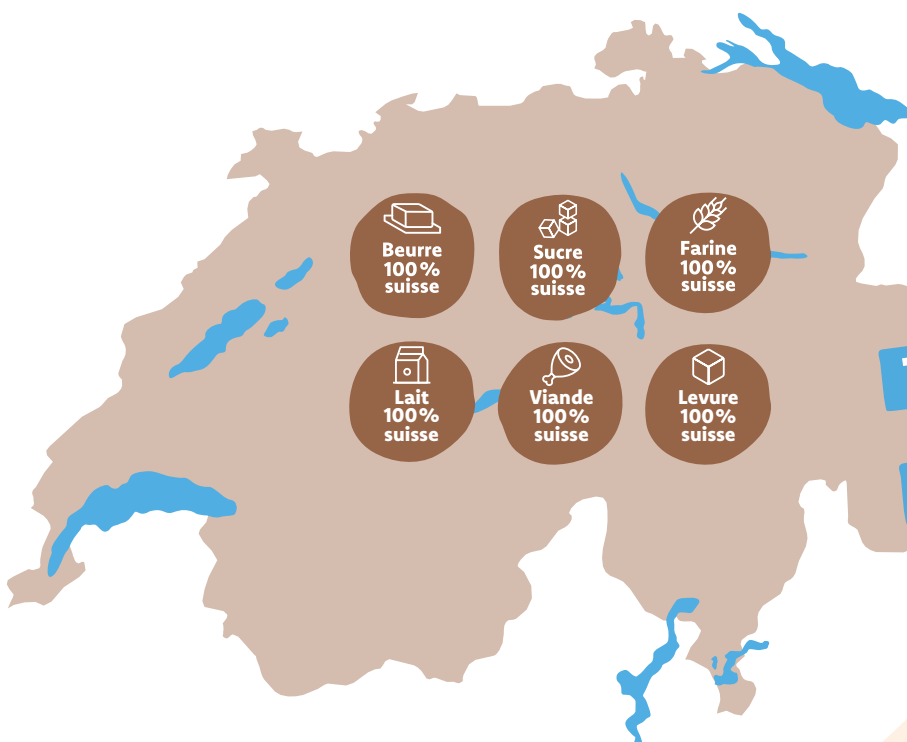 Beurre
100%
suisse
Sucre
100%
suisse
Farine
100%
suisse
Lait
100%
suisse
Viande
100%
suisse
Levure
100%
suisse